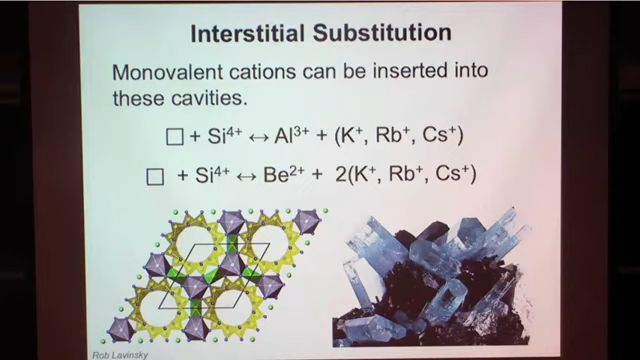 Interstitial Substitution
Monovalent cations can be inserted into
these cavities.
□ + Si⁴⁺ ↔ Al³⁺ + (K⁺, Rb⁺, Cs⁺)
□ + Si⁴⁺ ↔ Be²⁺ + 2(K⁺, Rb⁺, Cs⁺)
Rob Lavinsky